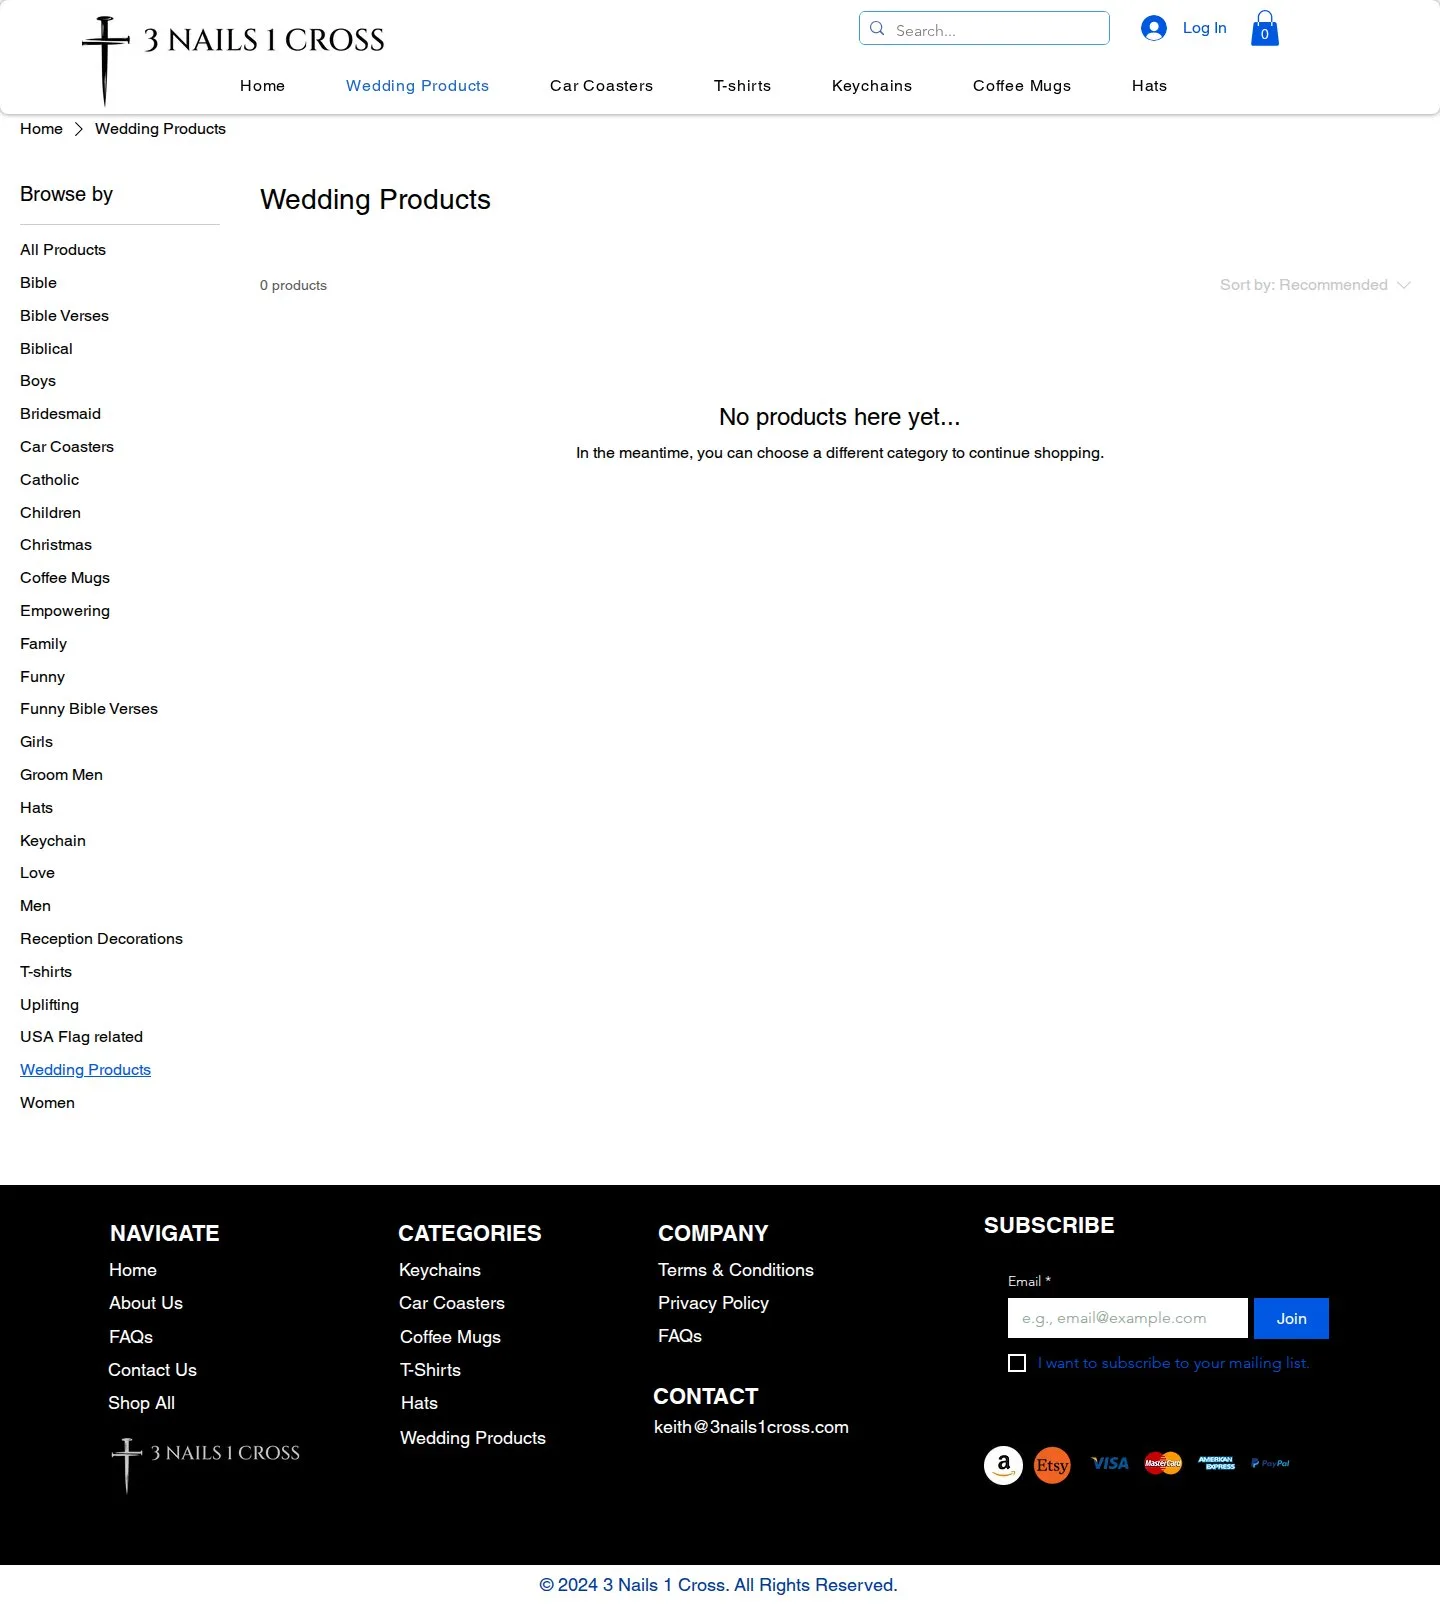 3 NAILS 1 CROSS
Search...
Log In
0
Home
Wedding Products
Car Coasters
T-shirts
Keychains
Coffee Mugs
Hats
Home
Wedding Products
Browse by
All Products
Bible
Bible Verses
Biblical
Boys
Bridesmaid
Car Coasters
Catholic
Children
Christmas
Coffee Mugs
Empowering
Family
Funny
Funny Bible Verses
Girls
Groom Men
Hats
Keychain
Love
Men
Reception Decorations
T-shirts
Uplifting
USA Flag related
Wedding Products
Women
Wedding Products
0 products
Sort by: Recommended
No products here yet...
In the meantime, you can choose a different category to continue shopping.
NAVIGATE
Home
About Us
FAQs
Contact Us
Shop All
3 NAILS 1 CROSS
CATEGORIES
Keychains
Car Coasters
Coffee Mugs
T-Shirts
Hats
Wedding Products
COMPANY
Terms & Conditions
Privacy Policy
FAQs
CONTACT
keith@3nails1cross.com
SUBSCRIBE
Email *
e.g., email@example.com
Join
I want to subscribe to your mailing list.
a
Etsy
VISA
MasterCard
AMERICAN
EXPRESS
PayPal
© 2024 3 Nails 1 Cross. All Rights Reserved.